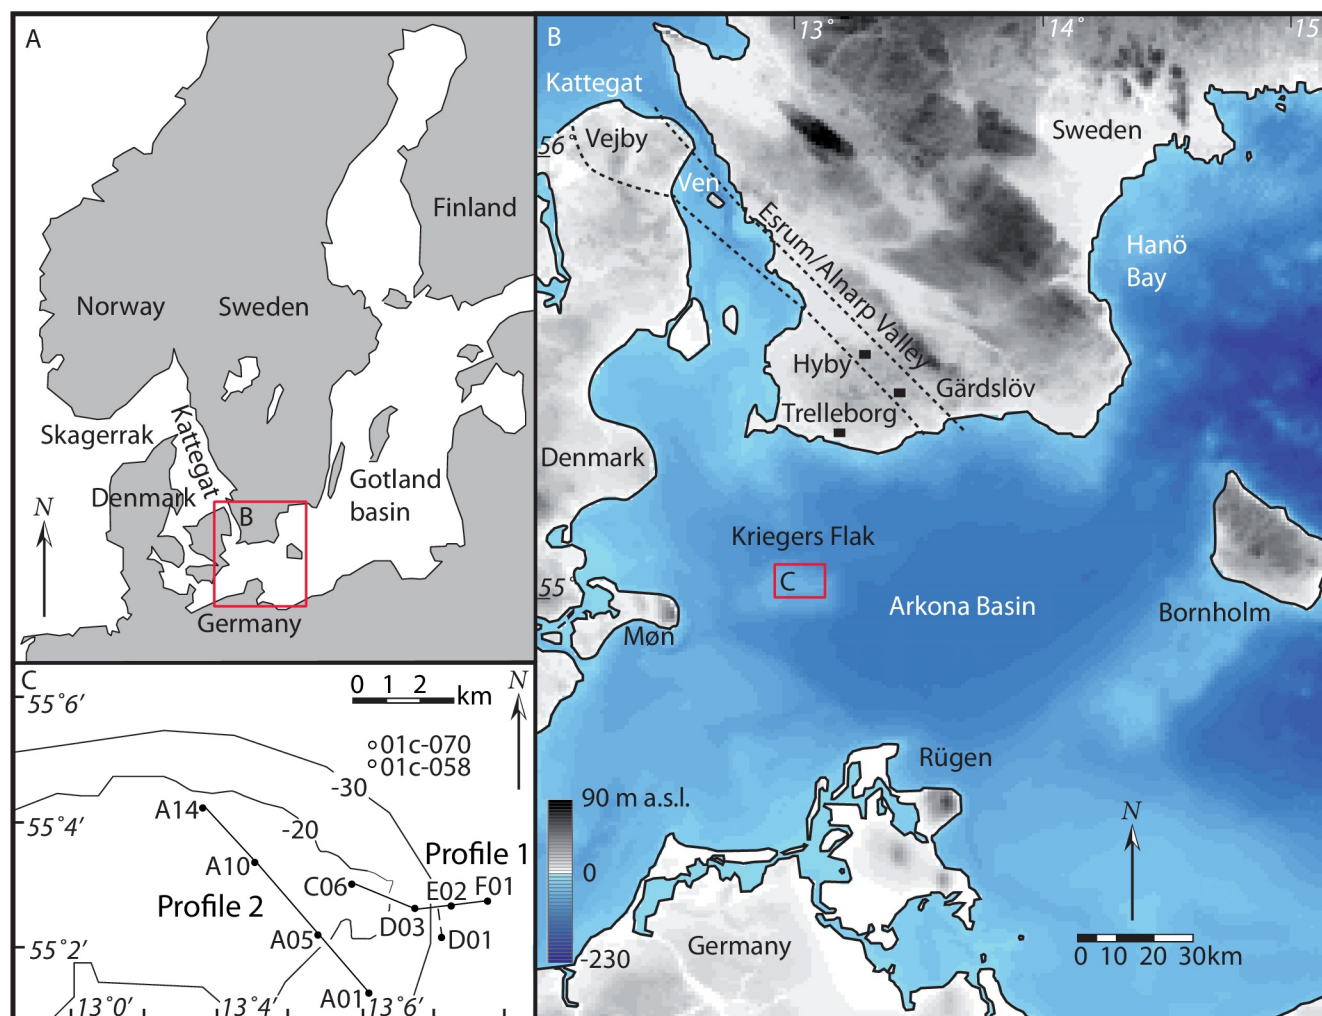 A
Finland
Norway
Sweden
Skagerrak
Kattegat
Denmark
Gotland
basin
B
N
Germany
B
13°
14°
15
Kattegat
56°
Vejby
Sweden
Ven
Esrum/Alnarp Valley
Hanö
Bay
Hyby
Gärdslöv
Trelleborg
Denmark
Kriegers Flak
C
55°
Arkona Basin
Bornholm
Møn
Rügen
90 m a.s.l.
0
-230
N
0 10 20 30km
Germany
C
55°6′
0 1 2 km
N
01c-070
01c-058
-30
A14
55°4′
-20
Profile 1
A10
C06
E02 F01
Profile 2
D03
A05
D01
55°2′
A01
13°0′
13°4′
13°6′